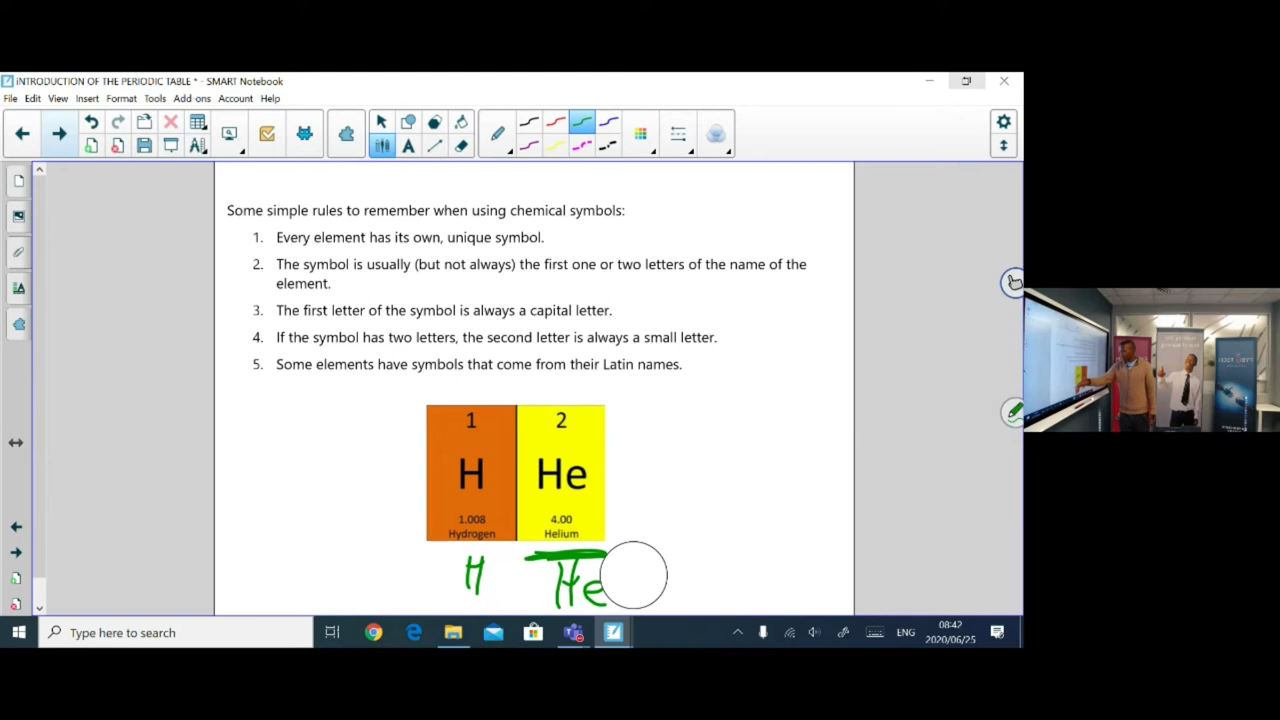 iNTRODUCTION OF THE PERIODIC TABLE * - SMART Notebook
File Edit View Insert Format Tools Add-ons Account Help
Some simple rules to remember when using chemical symbols:
1. Every element has its own, unique symbol.
2. The symbol is usually (but not always) the first one or two letters of the name of the
element.
3. The first letter of the symbol is always a capital letter.
4. If the symbol has two letters, the second letter is always a small letter.
5. Some elements have symbols that come from their Latin names.
1 2
H He
1.008 4.00
Hydrogen Helium
H He
Type here to search
ENG
08:42
2020/06/25